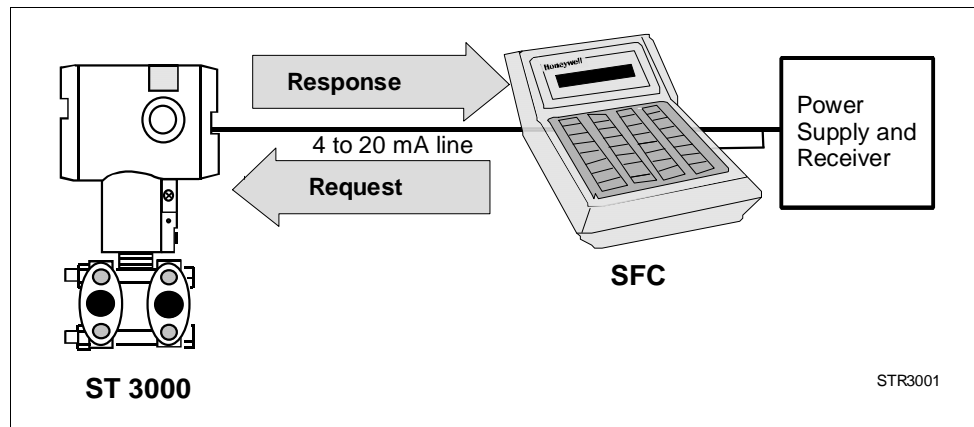 Response
Honeywell
4 to 20 mA line
Request
Power
Supply and
Receiver
SFC
ST 3000
STR3001